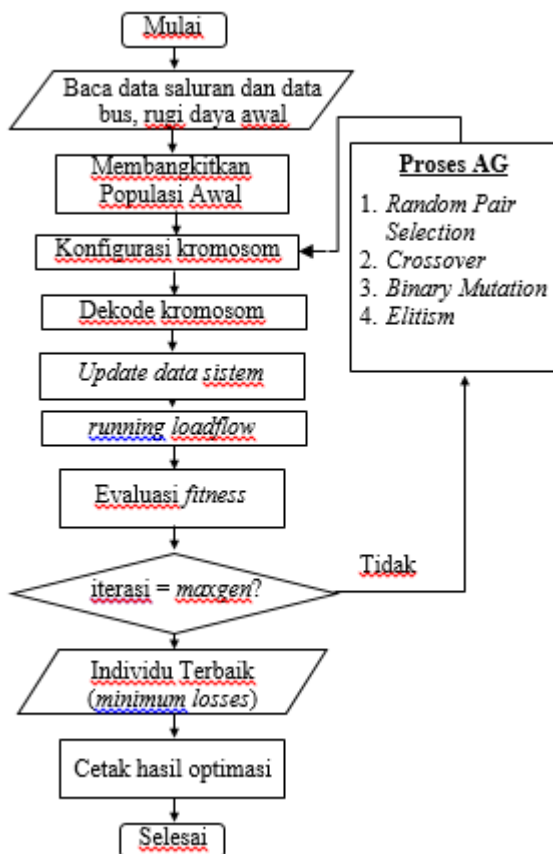 Mulai
Baca data saluran dan data
bus, rugi daya awal
Membangkitkan
Populasi Awal
Konfigurasi kromosom
Dekode kromosom
Update data sistem
running loadflow
Evaluasi fitness
iterasi = maxgen?
Tidak
Proses AG
1. Random Pair
Selection
2. Crossover
3. Binary Mutation
4. Elitism
Individu Terbaik
(minimum losses)
Cetak hasil optimasi
Selesai